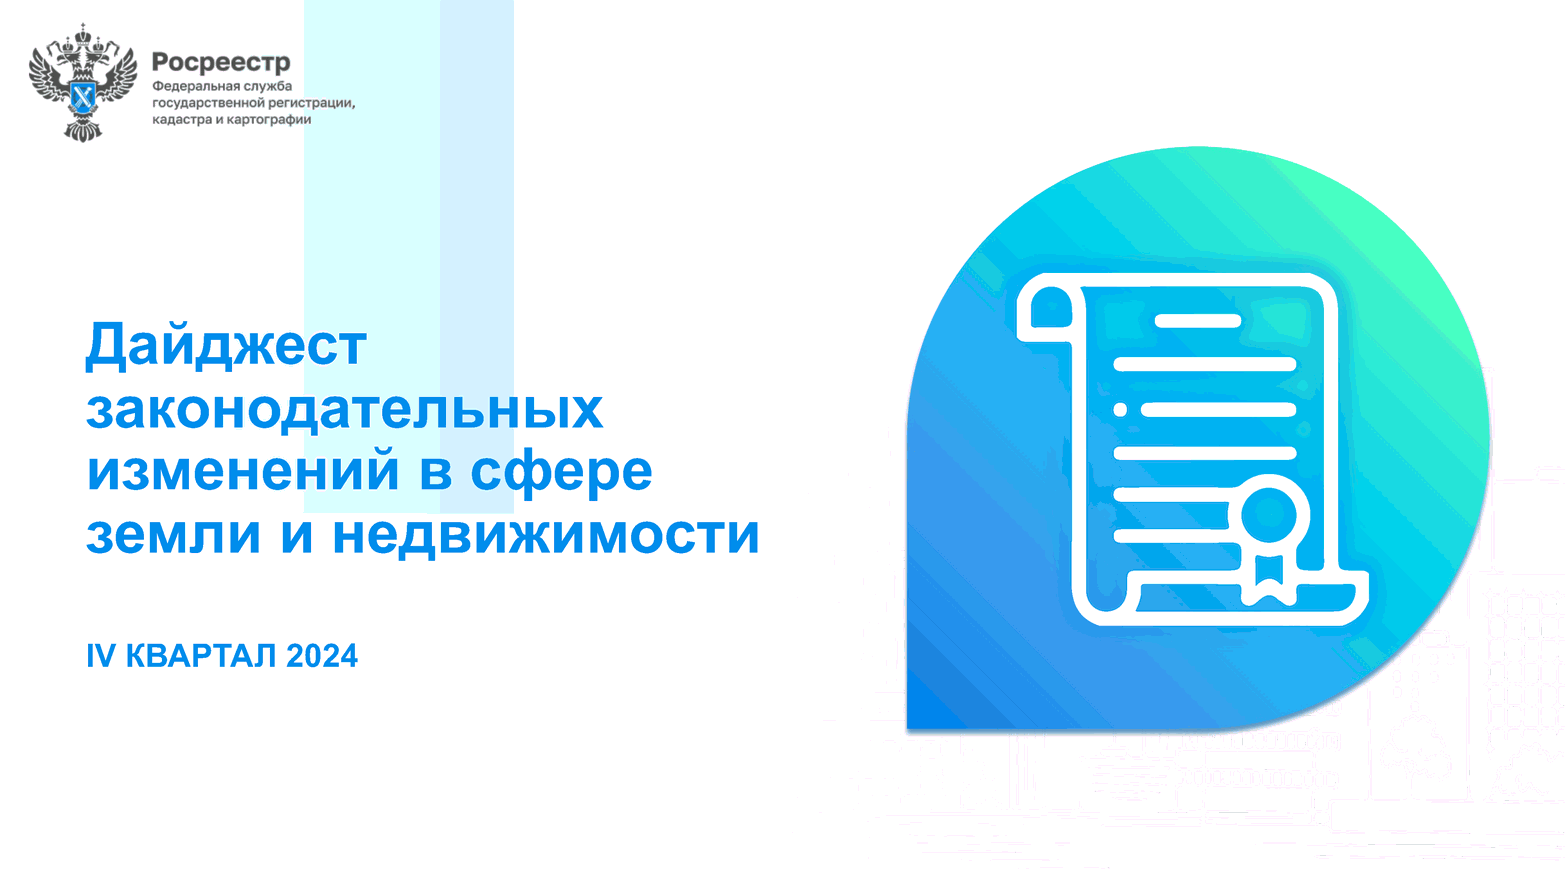 Росреестр
Федеральная служба
государственной регистрации,
кадастра и картографии
Дайджест
законодательных
изменений в сфере
земли и недвижимости
IV КВАРТАЛ 2024